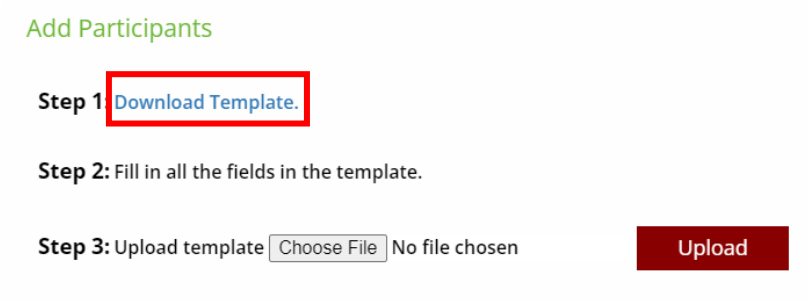 Add Participants
Step 1: Download Template.
Step 2: Fill in all the fields in the template.
Step 3: Upload template Choose File No file chosen Upload